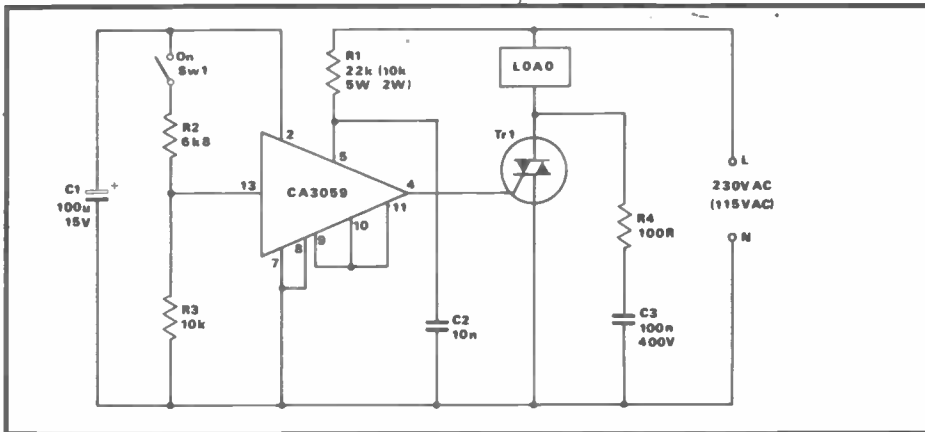 On
Sw1
R2
6k8
C1
+
100u
15V
R3
10k
13
2
CA3059
5
4
11
10
9
8
7
R1
22k (10k
5W 2W)
C2
10n
LOAD
Tr1
R4
100R
C3
100n
400V
L
230VAC
(115VAC)
N